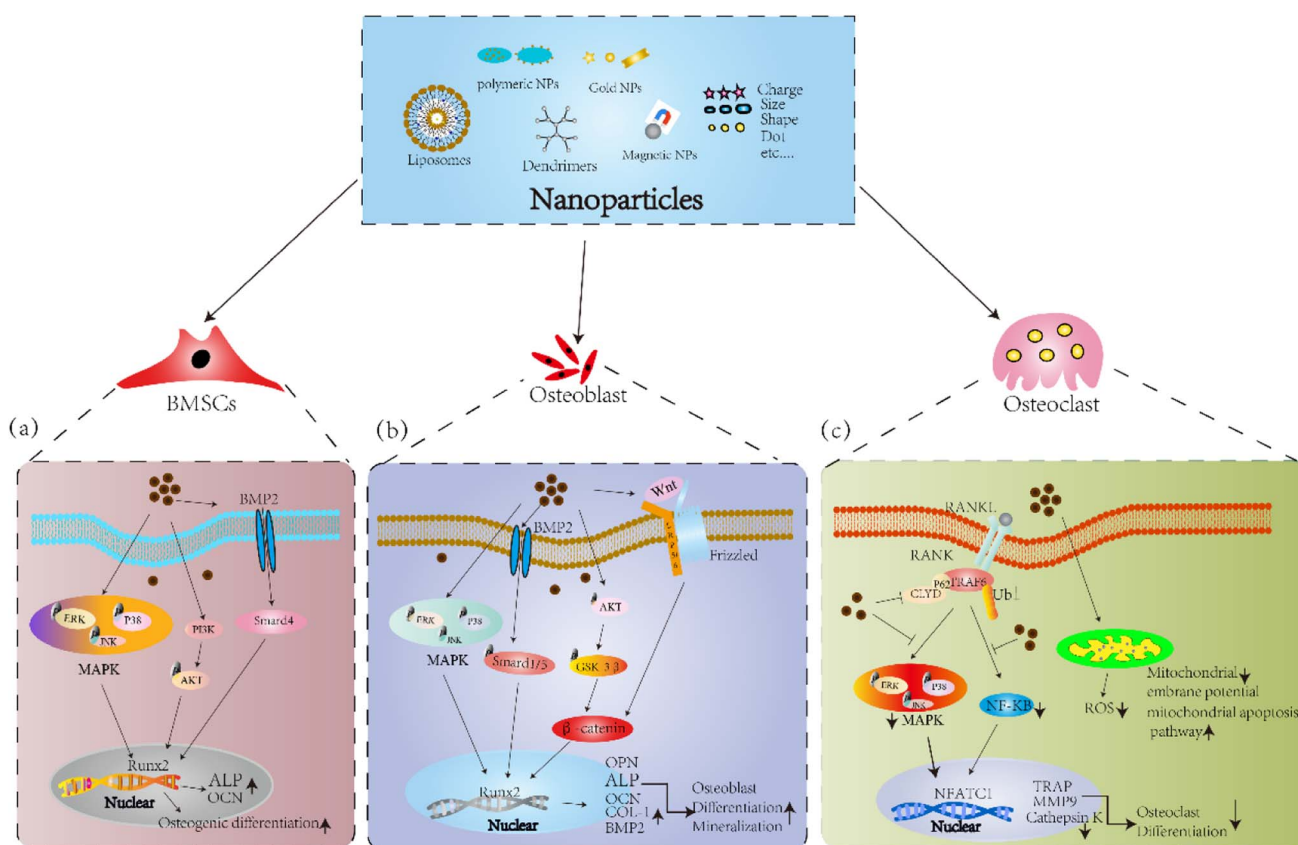 polymeric NPs
Gold NPs
Charge
Size
Shape
Dot
etc....
Liposomes
Dendrimers
Magnetic NPs
Nanoparticles
BMSCs
Osteoblast
Osteoclast
(a)
BMP2
ERK
P38
JNK
MAPK
PI3K
AKT
Smard4
Runx2
Nuclear
ALP
OCN
Osteogenic differentiation
(b)
Wnt
BMP2
Frizzled
ERK
P38
JNK
MAPK
AKT
Smard1/5
GSK-3 β
β-catenin
Runx2
Nuclear
OPN
ALP
OCN
COL-1
BMP2
Osteoblast
Differentiation
Mineralization
(c)
RANKL
RANK
P62
TRAF6
CLYD
Ub
ERK
P38
JNK
MAPK
NF-KB
ROS
Mitochondrial
embrane potential
mitochondrial apoptosis
pathway
NFATC1
Nuclear
TRAP
MMP9
Cathepsin K
Osteoclast
Differentiation